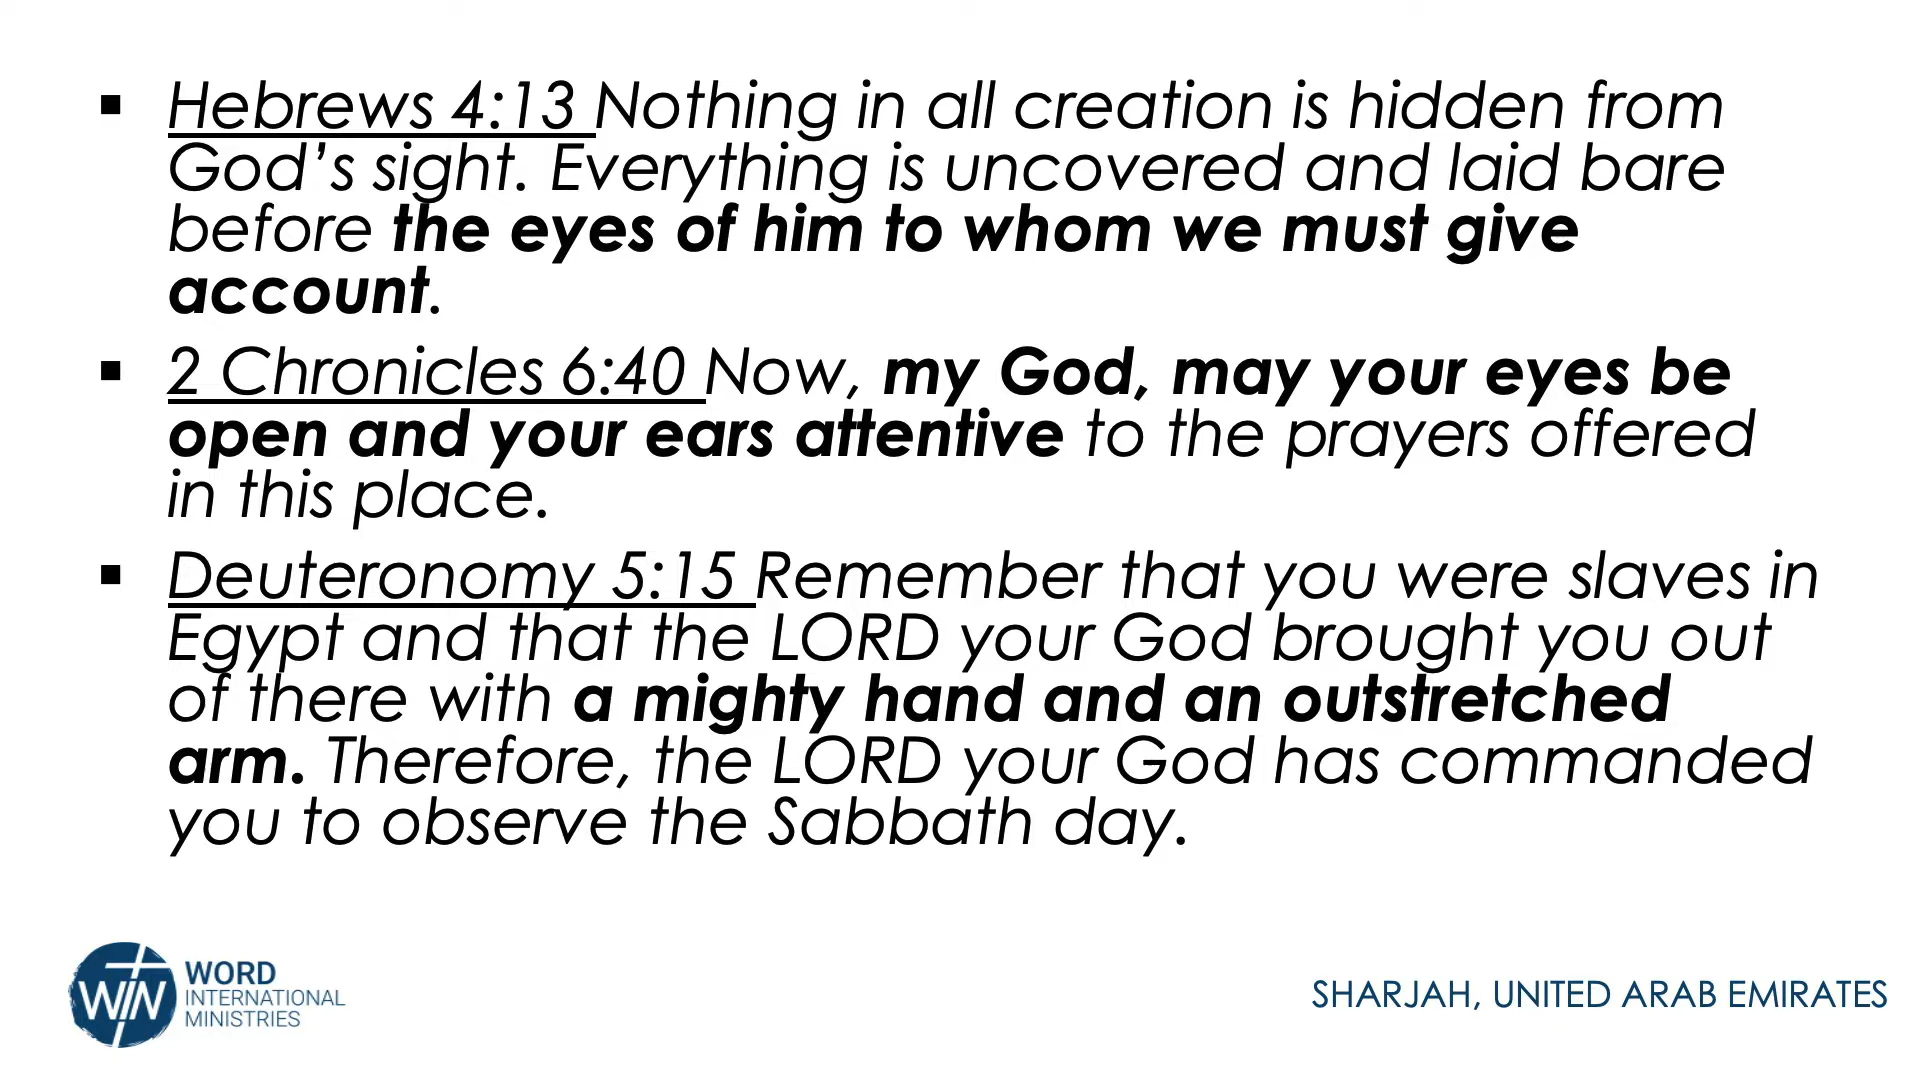 ▪ Hebrews 4:13 Nothing in all creation is hidden from
God’s sight. Everything is uncovered and laid bare
before the eyes of him to whom we must give
account.
▪ 2 Chronicles 6:40 Now, my God, may your eyes be
open and your ears attentive to the prayers offered
in this place.
▪ Deuteronomy 5:15 Remember that you were slaves in
Egypt and that the LORD your God brought you out
of there with a mighty hand and an outstretched
arm. Therefore, the LORD your God has commanded
you to observe the Sabbath day.
WIN
WORD
INTERNATIONAL
MINISTRIES
SHARJAH, UNITED ARAB EMIRATES